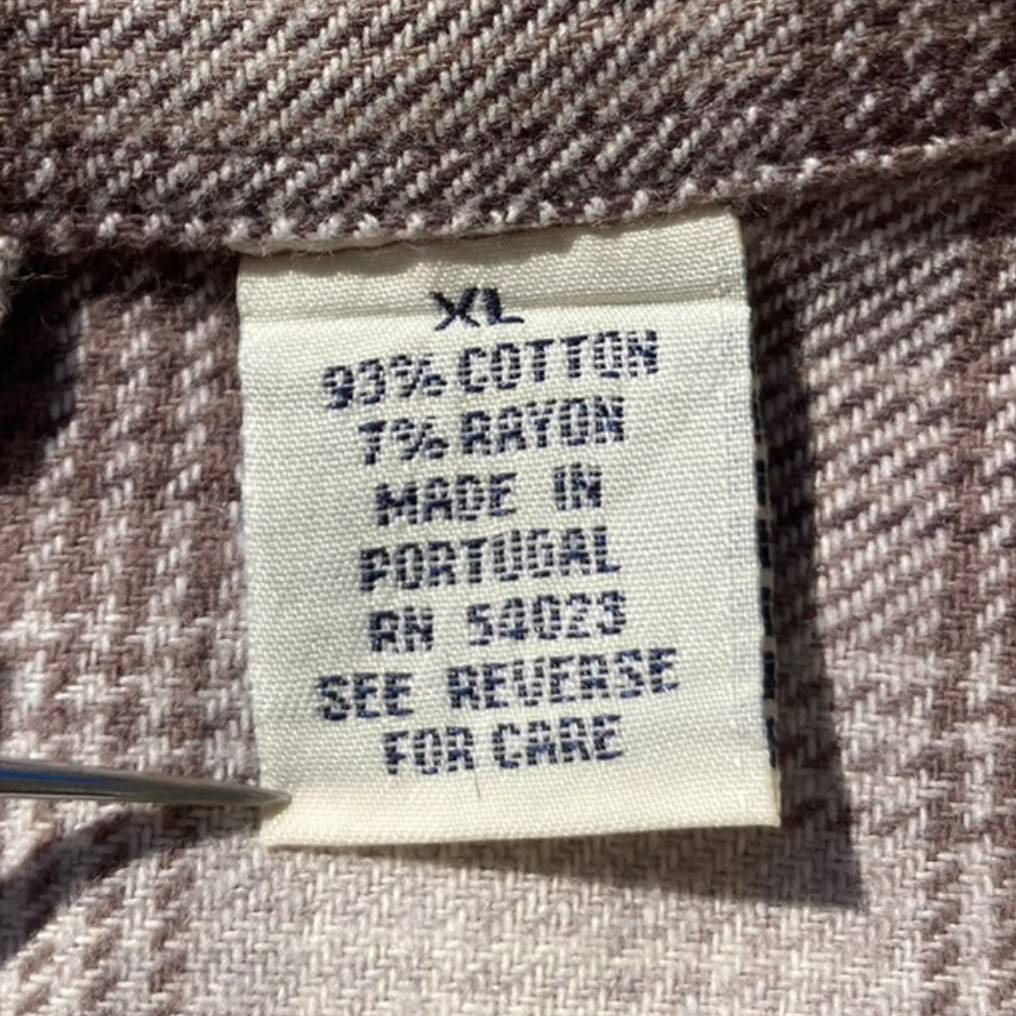 XL
93% COTTON
7% RAYON
MADE IN
PORTUGAL
RN 54023
SEE REVERSE
FOR CARE